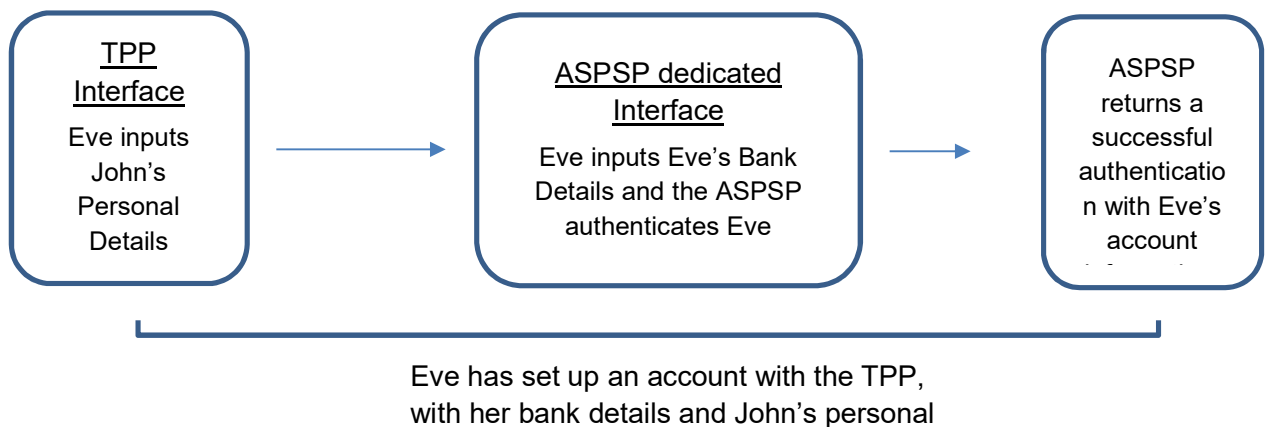 TPP
Interface
Eve inputs
John’s
Personal
Details
ASPSP dedicated
Interface
Eve inputs Eve’s Bank
Details and the ASPSP
authenticates Eve
ASPSP
returns a
successful
authenticatio
n with Eve’s
account
Eve has set up an account with the TPP,
with her bank details and John’s personal